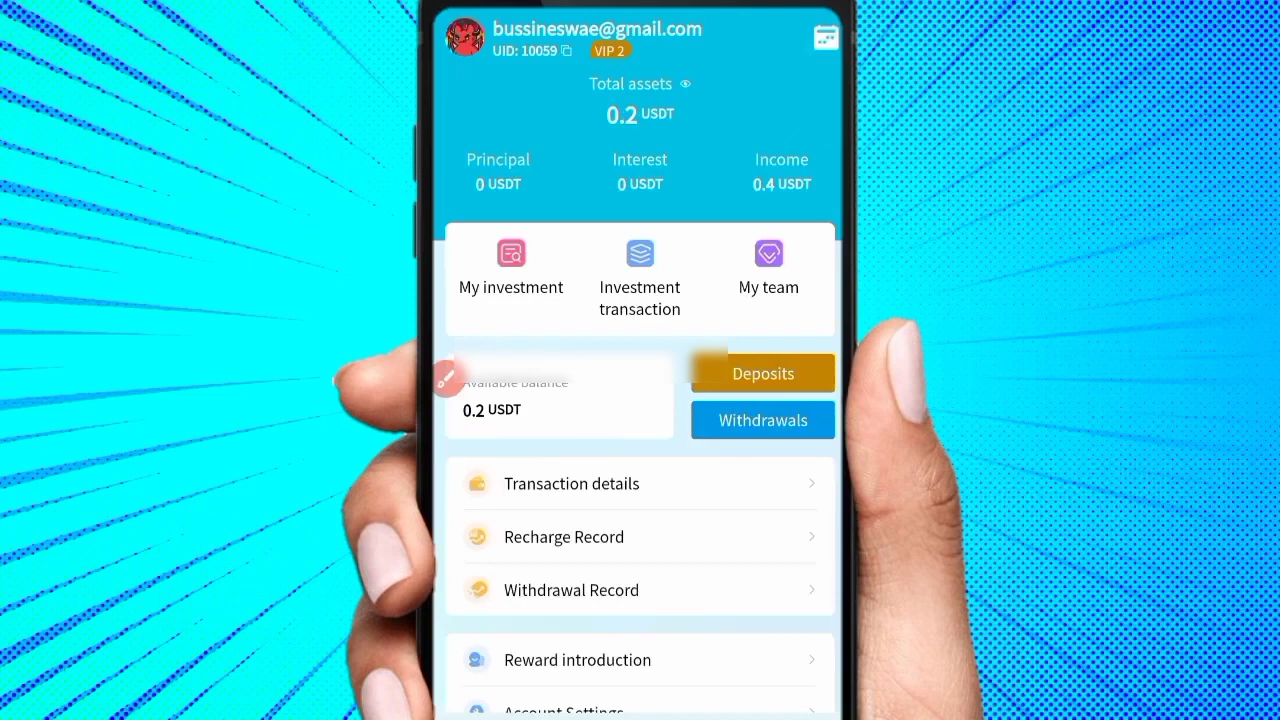 bussineswae@gmail.com
UID: 10059
VIP 2
Total assets
0.2 USDT
Principal
Interest
Income
0 USDT
0 USDT
0.4 USDT
My investment
Investment
transaction
My team
Available balance
0.2 USDT
Deposits
Withdrawals
Transaction details
Recharge Record
Withdrawal Record
Reward introduction
Account Settings